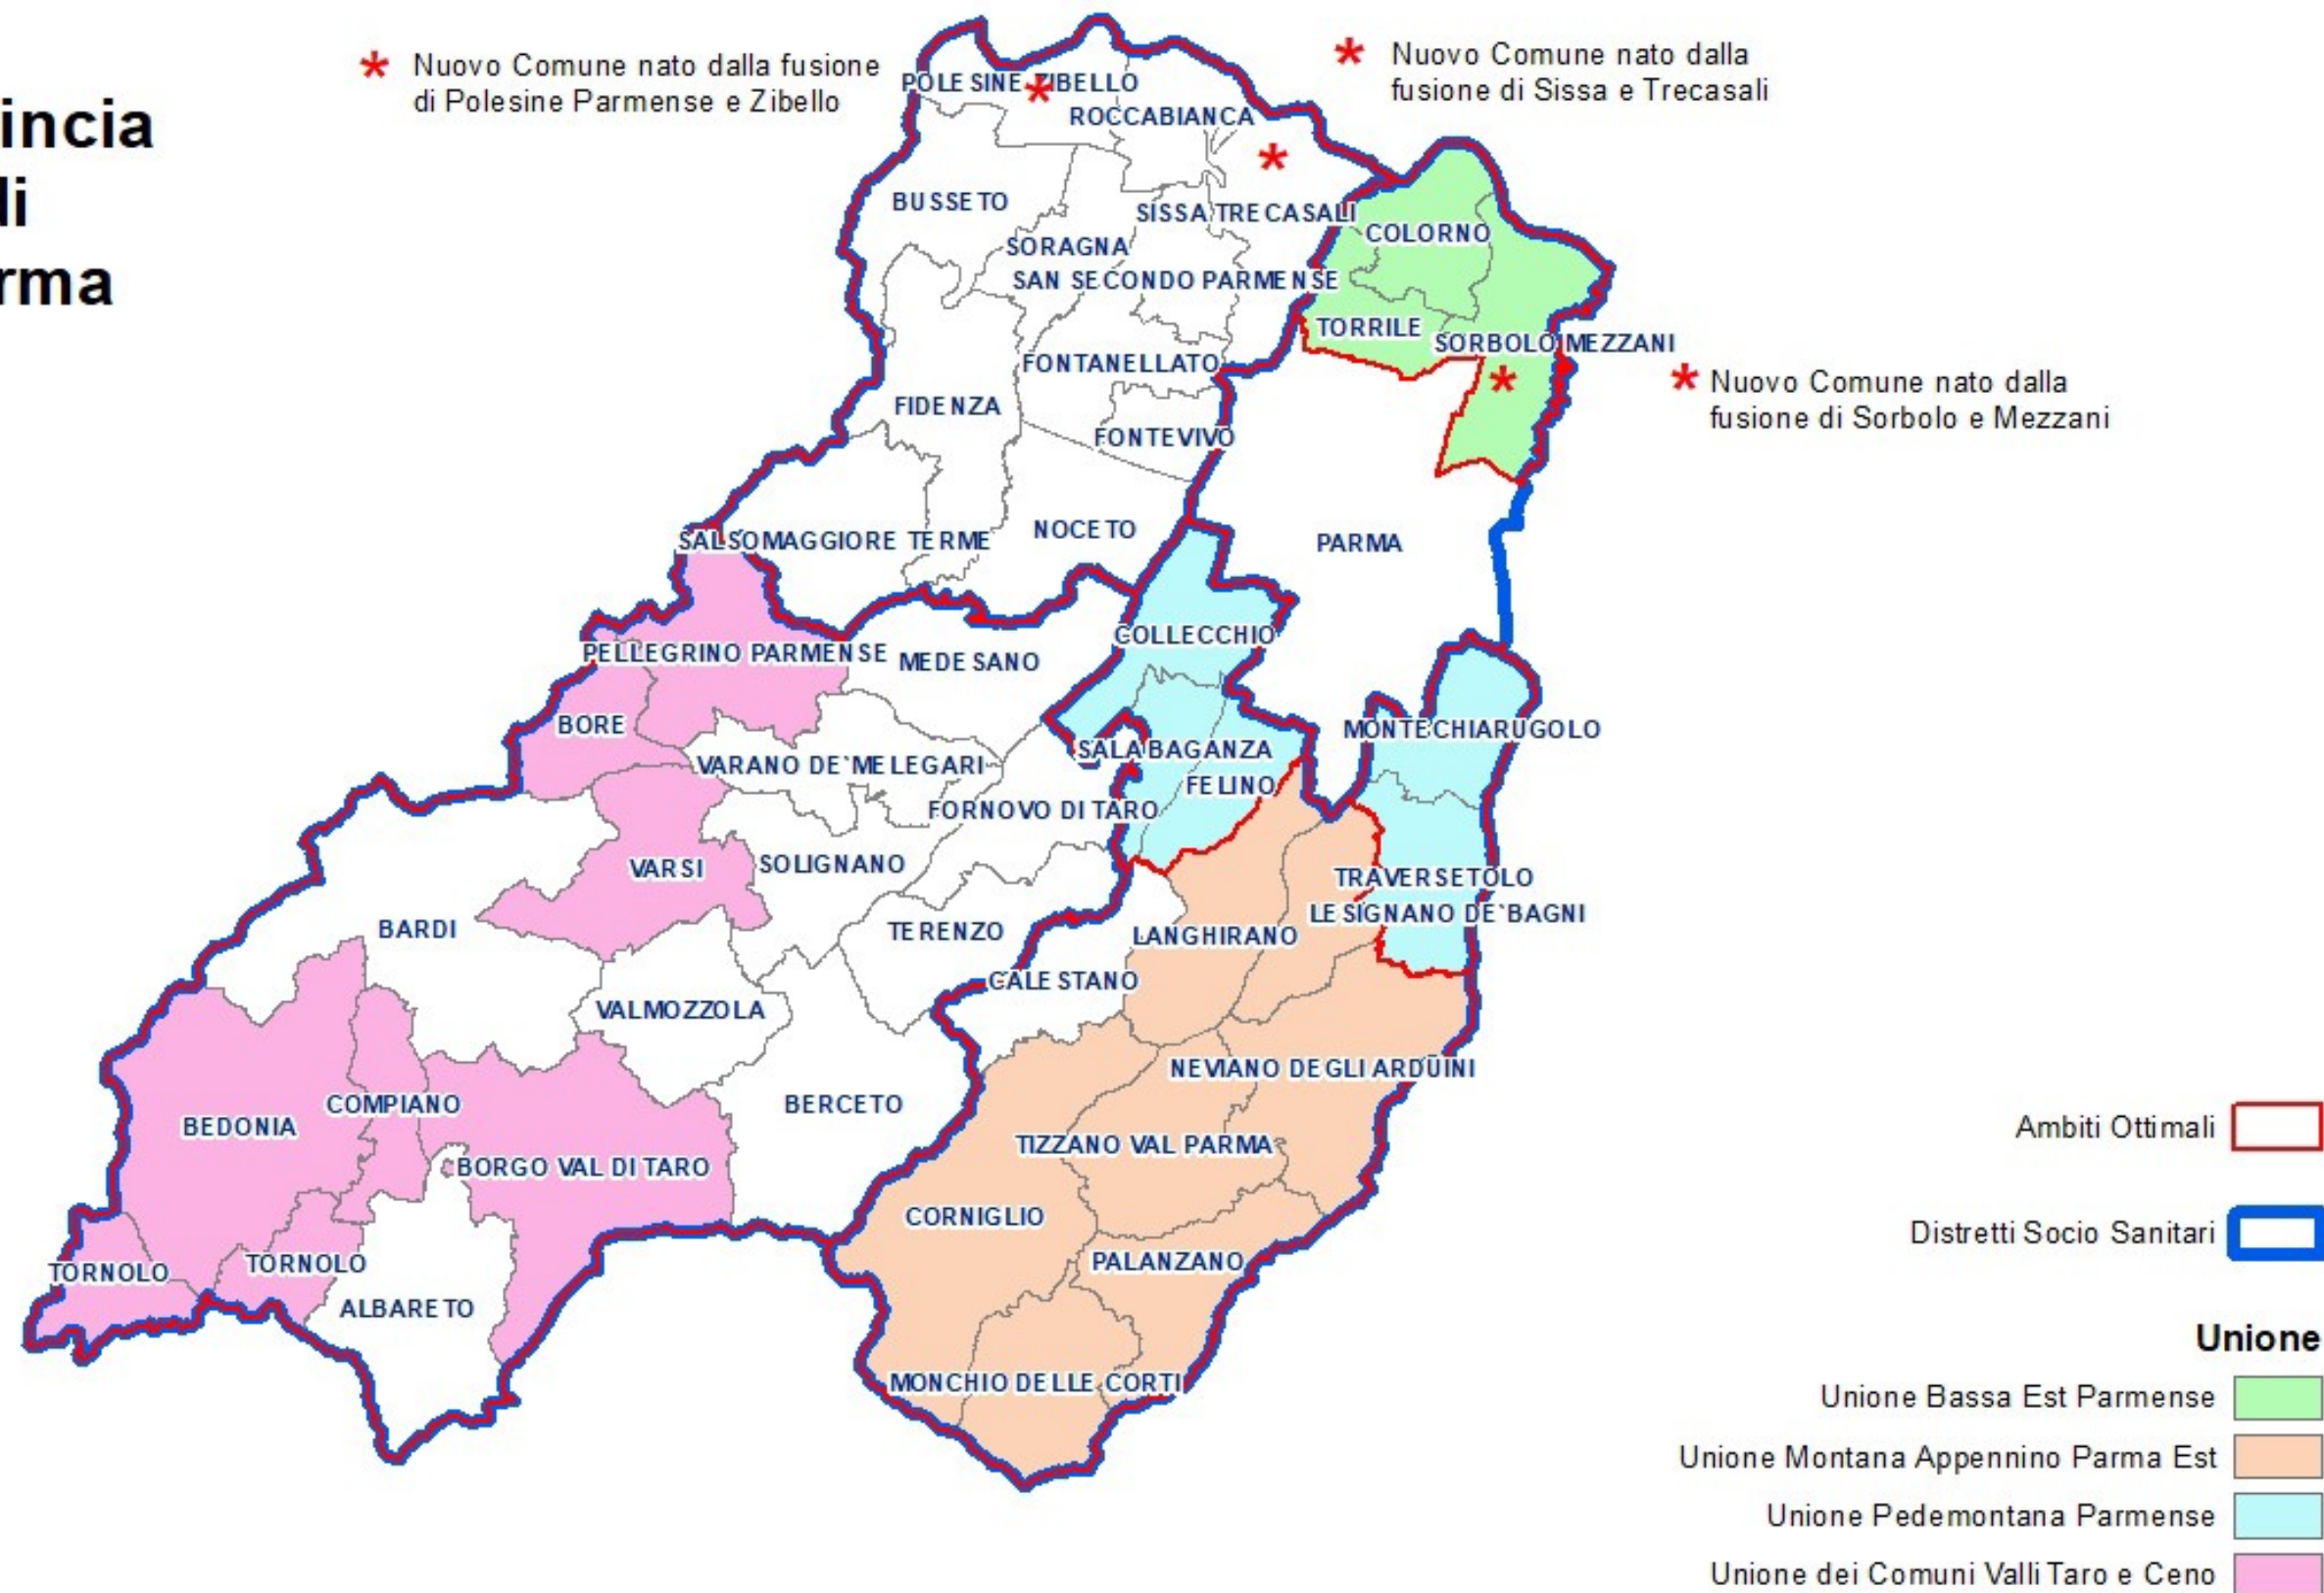 incia
di
rma
* Nuovo Comune nato dalla fusione
di Polesine Parmense e Zibello
* Nuovo Comune nato dalla
fusione di Sissa e Trecasali
POLESINE ZIBELLO
ROCCABIANCA
BUSSETO
SISSA TRECASALI
COLORNO
SORAGNA
SAN SECONDO PARMENSE
TORRILE
SORBOLO MEZZANI
FONTANELLATO
* Nuovo Comune nato dalla
fusione di Sorbolo e Mezzani
FIDENZA
FONTEVIVO
NOCETO
SALSOMAGGIORE TERME
PARMA
COLLECCHIO
PELLEGRINO PARMENSE
MEDESANO
BORE
MONTECHIARUGOLO
SALA BAGANZA
VARANO DE`MELEGARI
FELINO
FORNOVO DI TARO
SOLIGNANO
VARSI
TRAVERSETOLO
LESIGNANO DE`BAGNI
BARDI
TERENZO
LANGHIRANO
CALESTANO
VALMOZZOLA
NEVIANO DEGLI ARDUINI
COMPIANO
BERCETO
BEDONIA
TIZZANO VAL PARMA
BORGO VAL DI TARO
CORNIGLIO
PALANZANO
TORNOLO
TORNOLO
ALBARETO
MONCHIO DELLE CORTI
Ambiti Ottimali
Distretti Socio Sanitari
Unione
Unione Bassa Est Parmense
Unione Montana Appennino Parma Est
Unione Pedemontana Parmense
Unione dei Comuni Valli Taro e Ceno